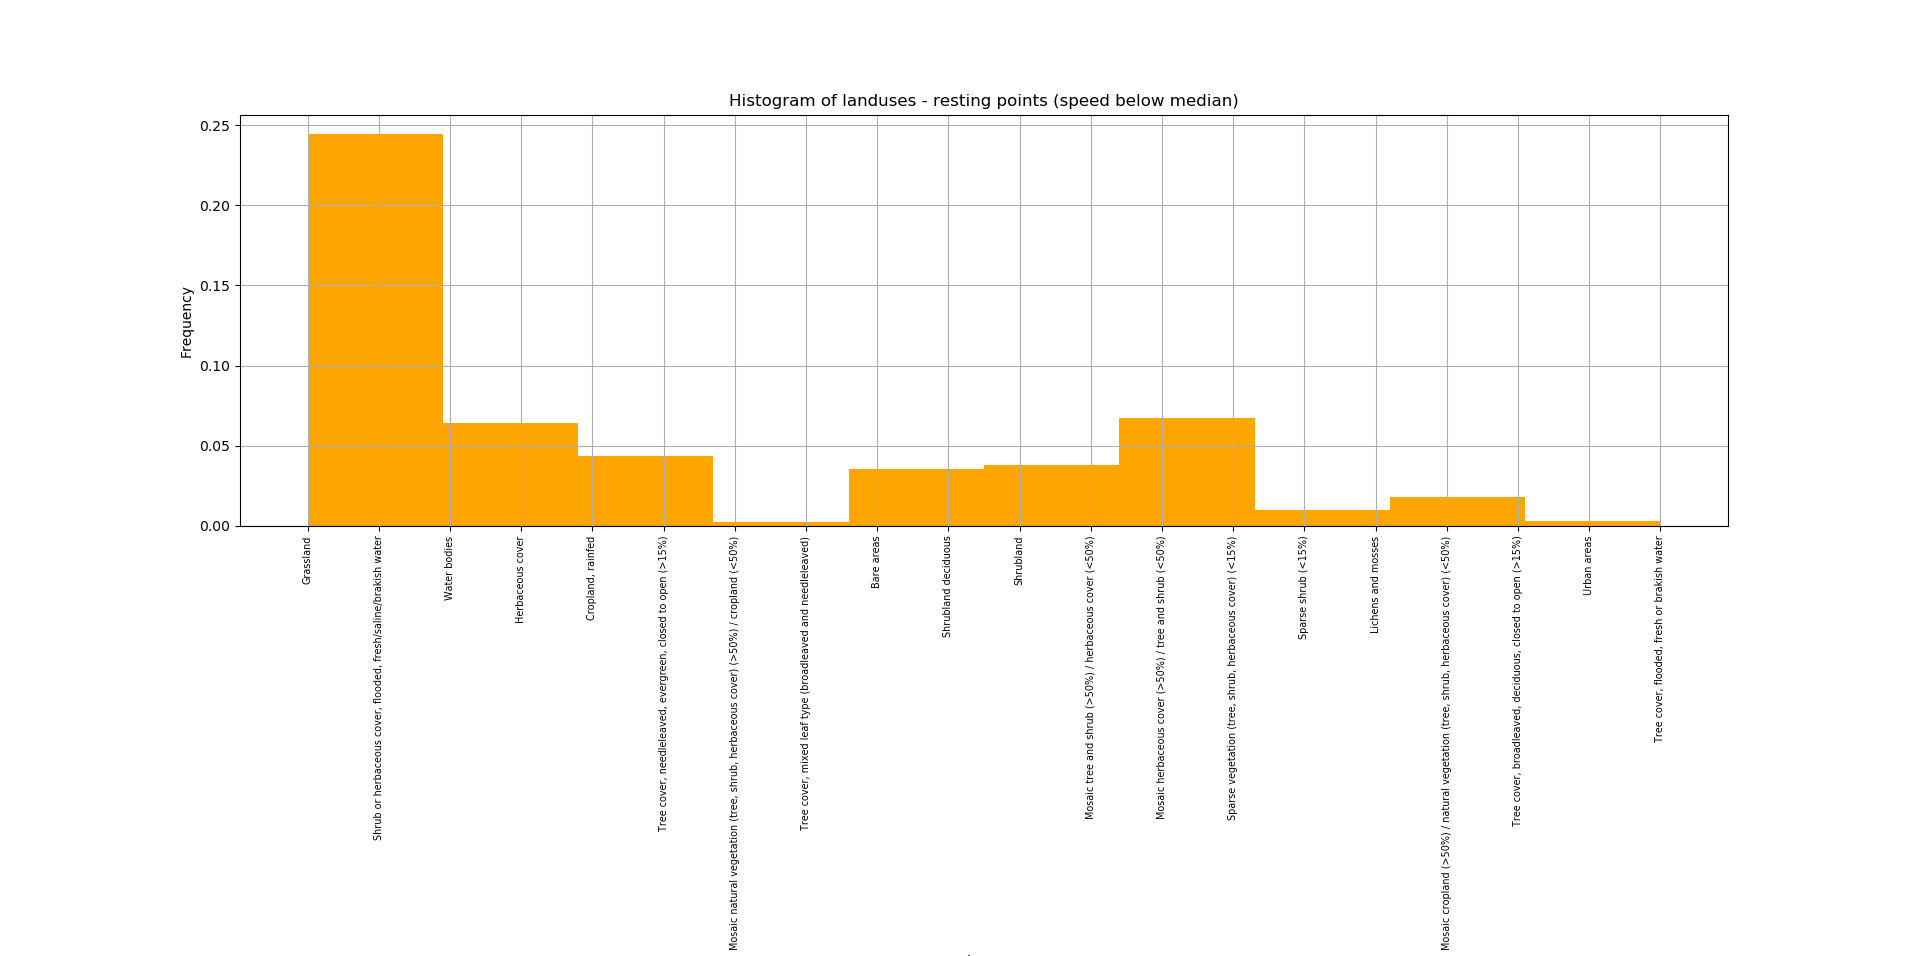 Histogram of landuses - resting points (speed below median)
Frequency
0.25
0.20
0.15
0.10
0.05
0.00
Grassland
Shrub or herbaceous cover, flooded, fresh/saline/brakish water
Water bodies
Herbaceous cover
Cropland, rainfed
Tree cover, needleleaved, evergreen, closed to open (>15%)
Mosaic natural vegetation (tree, shrub, herbaceous cover) (>50%) / cropland (<50%)
Tree cover, mixed leaf type (broadleaved and needleleaved)
Bare areas
Shrubland deciduous
Shrubland
Mosaic tree and shrub (>50%) / herbaceous cover (<50%)
Mosaic herbaceous cover (>50%) / tree and shrub (<50%)
Sparse vegetation (tree, shrub, herbaceous cover) (<15%)
Sparse shrub (<15%)
Lichens and mosses
Mosaic cropland (>50%) / natural vegetation (tree, shrub, herbaceous cover) (<50%)
Tree cover, broadleaved, deciduous, closed to open (>15%)
Urban areas
Tree cover, flooded, fresh or brakish water